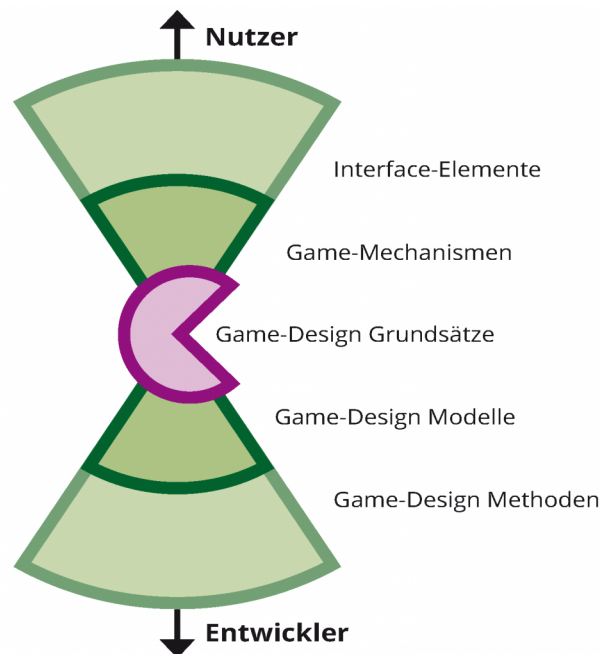 Nutzer
Interface-Elemente
Game-Mechanismen
Game-Design Grundsätze
Game-Design Modelle
Game-Design Methoden
Entwickler